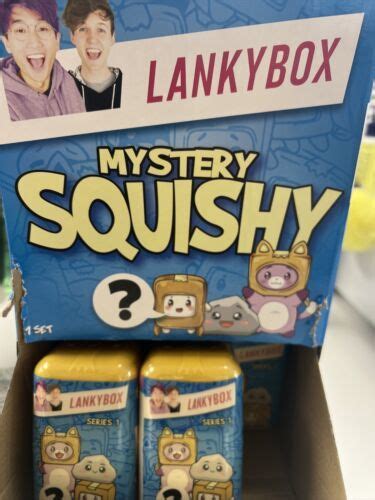 LANKYBOX
MYSTERY
SQUISHY
?
1 SET
LANKYBOX
SERIES 1
?
LANKYBOX
SERIES 1
?